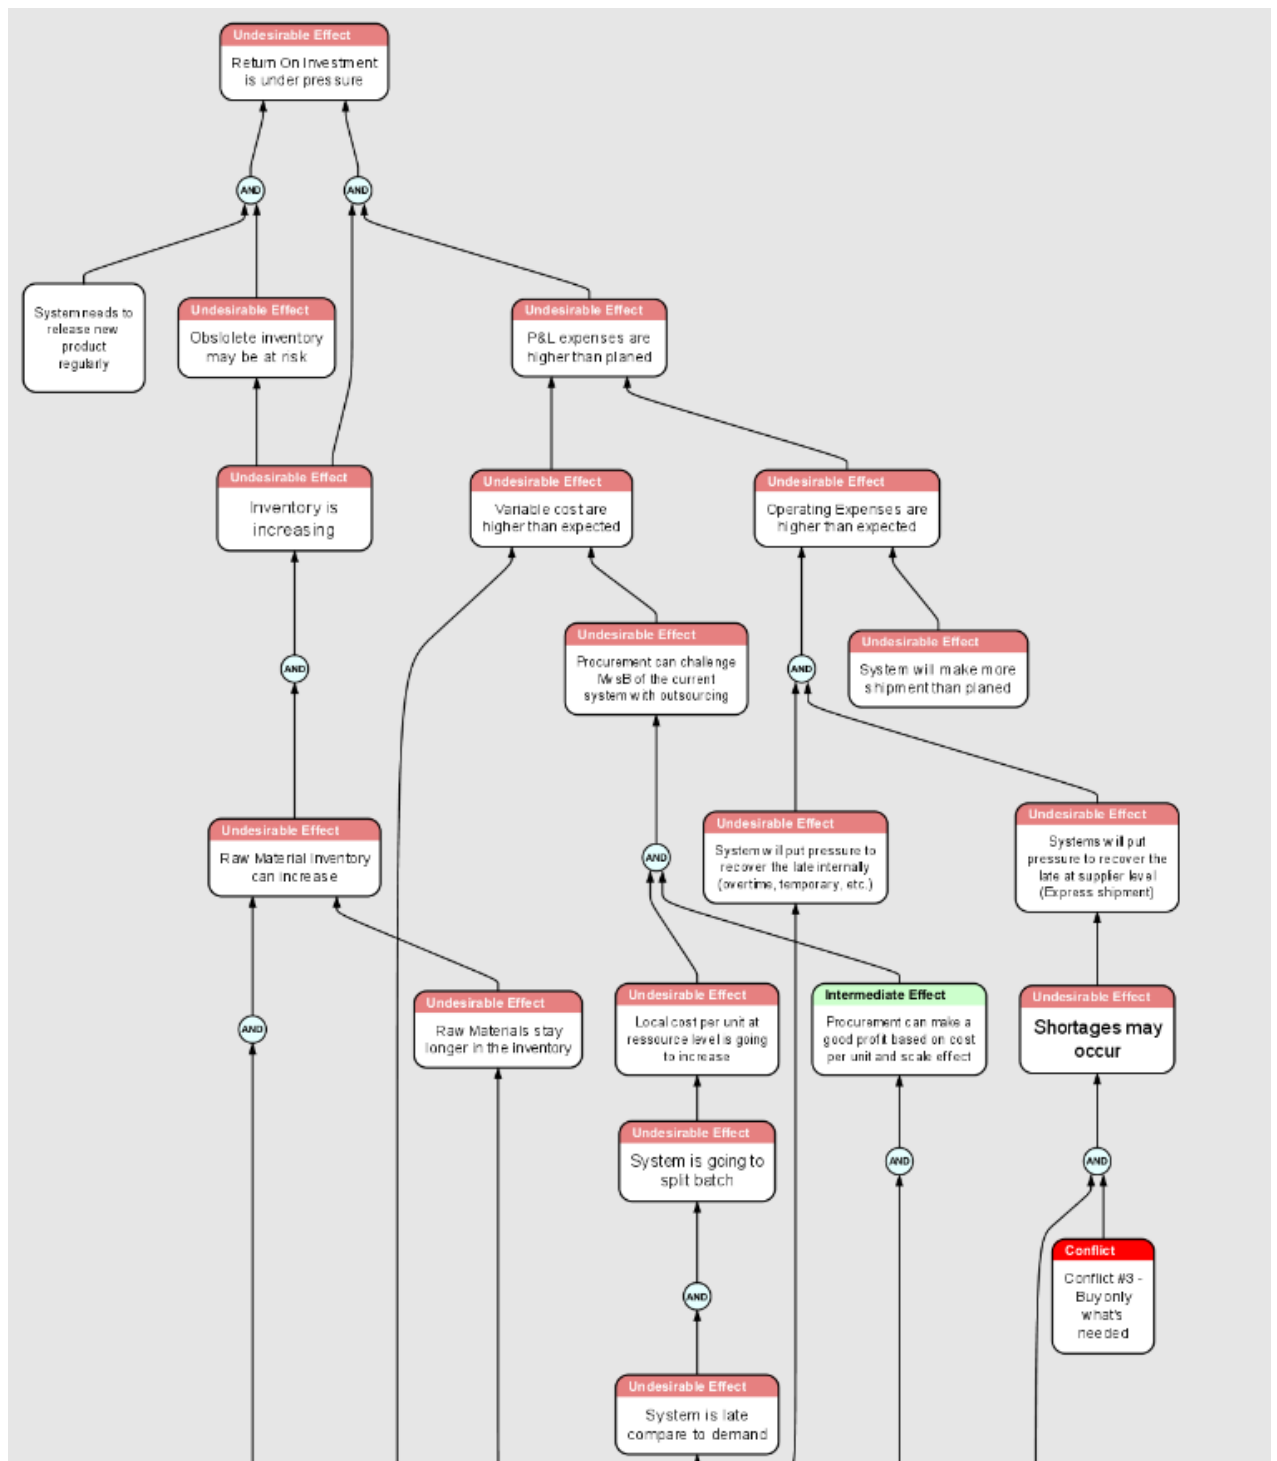 Undesirable Effect
Return On Investment
is under pressure
AND
AND
System needs to
release new
product
regularly
Undesirable Effect
Obslolete inventory
may be at risk
Undesirable Effect
P&L expenses are
higher than planed
Undesirable Effect
Inventory is
increasing
Undesirable Effect
Variable cost are
higher than expected
Undesirable Effect
Operating Expenses are
higher than expected
Undesirable Effect
Procurement can challenge
MvsB of the current
system with outsourcing
Undesirable Effect
System will make more
shipment than planed
AND
AND
Undesirable Effect
Raw Material Inventory
can increase
Undesirable Effect
System will put pressure to
recover the late internally
(overtime, temporary, etc.)
Undesirable Effect
Systems will put
pressure to recover the
late at supplier level
(Express shipment)
AND
Undesirable Effect
Raw Materials stay
longer in the inventory
Undesirable Effect
Local cost per unit at
ressource level is going
to increase
Intermediate Effect
Procurement can make a
good profit based on cost
per unit and scale effect
Undesirable Effect
Shortages may
occur
AND
Undesirable Effect
System is going to
split batch
AND
AND
Conflict
Conflict #3 -
Buy only
what's
needed
AND
Undesirable Effect
System is late
compare to demand